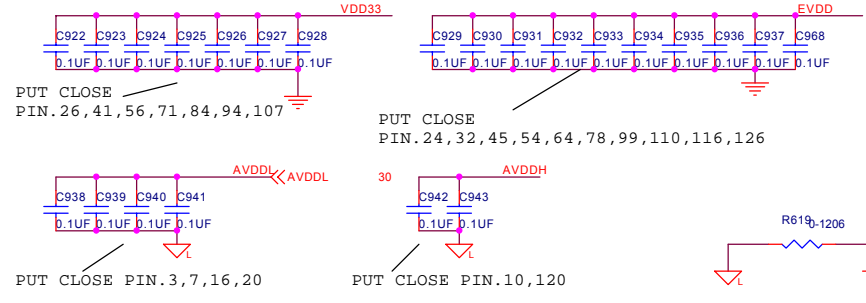 VDD33
EVDD
C922 C923 C924 C925 C926 C927 C928
C929 C930 C931 C932 C933 C934 C935 C936 C937 C968
0.1UF 0.1UF 0.1UF 0.1UF 0.1UF 0.1UF 0.1UF
0.1UF 0.1UF 0.1UF 0.1UF 0.1UF 0.1UF 0.1UF 0.1UF 0.1UF 0.1UF
PUT CLOSE
PIN.26,41,56,71,84,94,107
PUT CLOSE
PIN.24,32,45,54,64,78,99,110,116,126
AVDDL
AVDDL
30
AVDDH
C938 C939 C940 C941
C942 C943
0.1UF 0.1UF 0.1UF 0.1UF
0.1UF 0.1UF
R619
0-1206
L
L
L
PUT CLOSE PIN.3,7,16,20
PUT CLOSE PIN.10,120